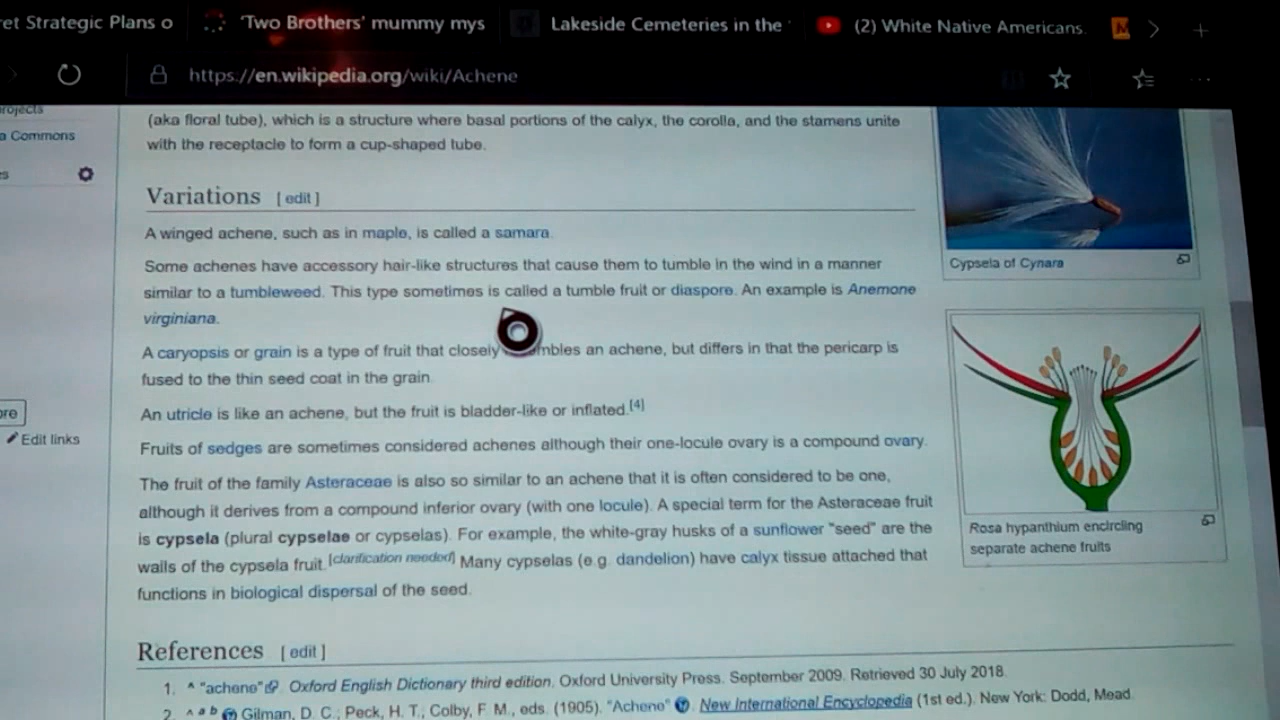 et Strategic Plans o
'Two Brothers' mummy mys
Lakeside Cemeteries in the
(2) White Native Americans
https://en.wikipedia.org/wiki/Achene
rojects
a Commons
es
(aka floral tube), which is a structure where basal portions of the calyx, the corolla, and the stamens unite
with the receptacle to form a cup-shaped tube.
Variations [ edit ]
A winged achene, such as in maple, is called a samara.
Some achenes have accessory hair-like structures that cause them to tumble in the wind in a manner
similar to a tumbleweed. This type sometimes is called a tumble fruit or diaspore. An example is Anemone
virginiana.
A caryopsis or grain is a type of fruit that closely mbles an achene, but differs in that the pericarp is
fused to the thin seed coat in the grain.
An utricle is like an achene, but the fruit is bladder-like or inflated.[4]
Fruits of sedges are sometimes considered achenes although their one-locule ovary is a compound ovary.
The fruit of the family Asteraceae is also so similar to an achene that it is often considered to be one,
although it derives from a compound inferior ovary (with one locule). A special term for the Asteraceae fruit
is cypsela (plural cypselae or cypselas). For example, the white-gray husks of a sunflower "seed" are the
walls of the cypsela fruit.[clarification needed] Many cypselas (e.g. dandelion) have calyx tissue attached that
functions in biological dispersal of the seed.
ore
Edit links
Cypsela of Cynara
Rosa hypanthium encircling
separate achene fruits
References [ edit ]
1. ^ "achene". Oxford English Dictionary third edition. Oxford University Press. September 2009. Retrieved 30 July 2018.
2. ^ a b Gilman, D. C.; Peck, H. T.; Colby, F. M., eds. (1905). "Achene". New International Encyclopedia (1st ed.). New York: Dodd, Mead.